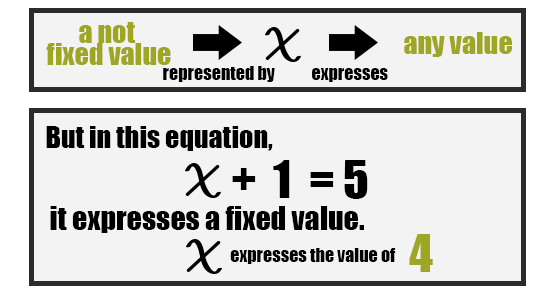 a not
fixed value
x
any value
represented by
expresses
But in this equation,
x + 1 = 5
it expresses a fixed value.
x expresses the value of 4